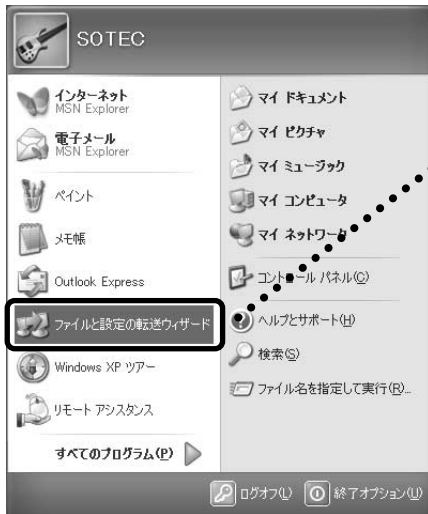 SOTEC
インターネット
MSN Explorer
電子メール
MSN Explorer
ペイント
メモ帳
Outlook Express
ファイルと設定の転送ウィザード
Windows XP ツアー
リモート アシスタンス
すべてのプログラム(P)
マイ ドキュメント
マイ ピクチャ
マイ ミュージック
マイ コンピュータ
マイ ネットワーク
コントロール パネル(C)
ヘルプとサポート(H)
検索(S)
ファイル名を指定して実行(R)...
ログオフ(L)
終了オプション(U)